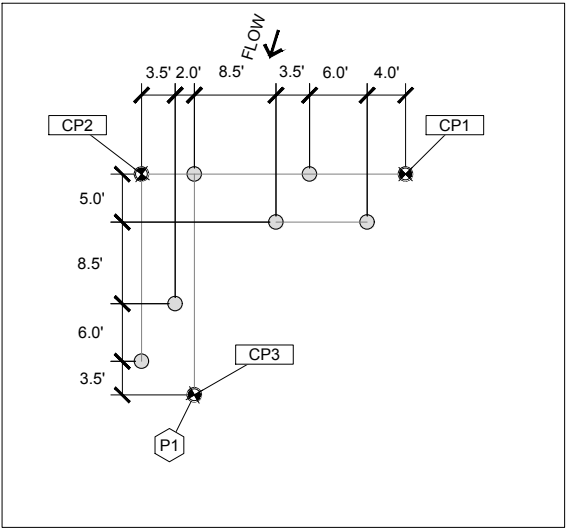 FLOW
3.5' 2.0' 8.5' 3.5' 6.0' 4.0'
CP2
CP1
5.0'
8.5'
6.0'
3.5'
CP3
P1